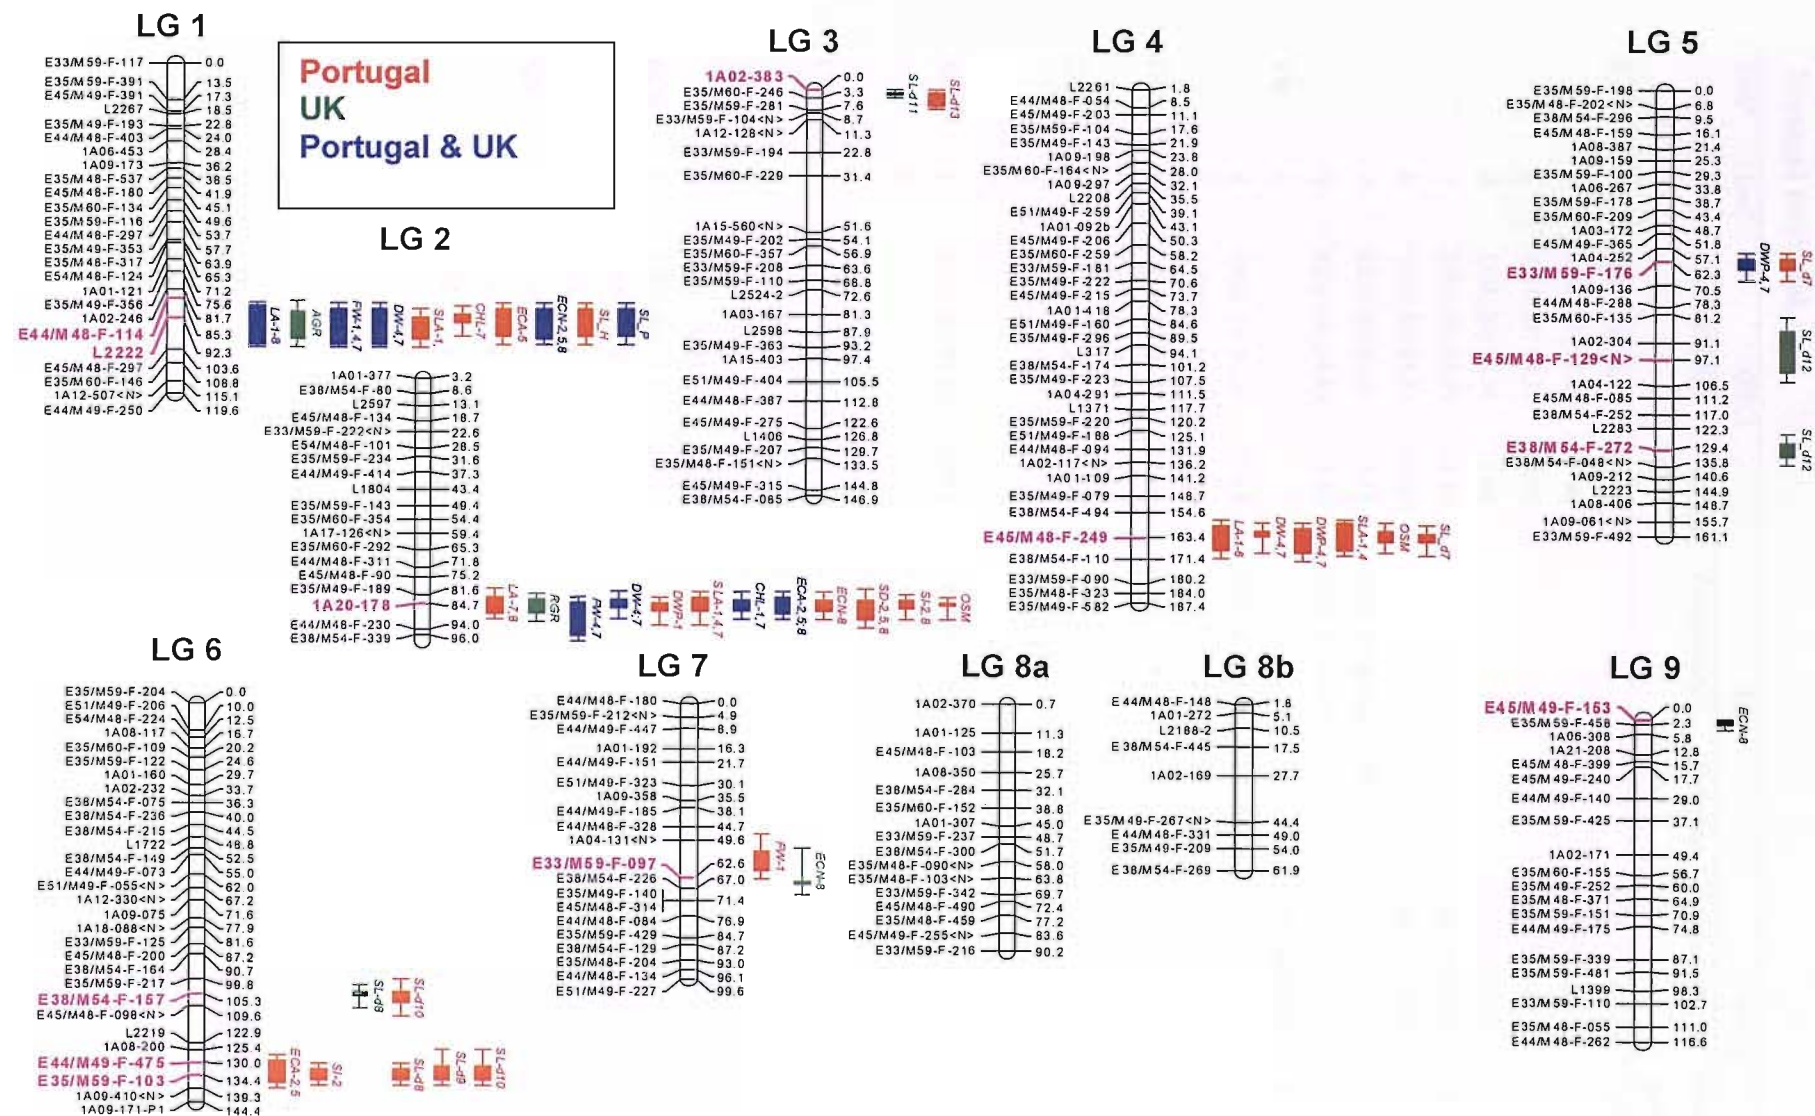 LG 1
E33/M59-F-117 0.0
E35/M59-F-391 13.5
E45/M49-F-391 17.3
L2267 18.5
E35/M49-F-193 22.8
E44/M48-F-403 24.0
1A06-453 28.4
1A09-173 36.2
E35/M48-F-537 38.5
E45/M48-F-180 41.9
E35/M60-F-134 45.1
E35/M59-F-116 49.6
E44/M48-F-297 53.7
E35/M49-F-353 57.7
E35/M48-F-317 63.9
E54/M48-F-124 65.3
1A01-121 71.2
E35/M49-F-356 75.6
1A02-246 81.7
E44/M48-F-114 85.3
L2222 92.3
E45/M48-F-297 103.6
E35/M60-F-146 108.8
1A12-507<N> 115.1
E44/M49-F-250 119.6
LA-1-8
AGR
FW-1,4,7
DW-4,7
SLA-1,
CHL-7
ECA-5
ECN-2,5,8
SL_H
SL_P
Portugal
UK
Portugal & UK
LG 2
1A01-377 3.2
E38/M54-F-80 8.6
L2597 13.1
E45/M48-F-134 18.7
E33/M59-F-222<N> 22.6
E54/M48-F-101 28.5
E35/M59-F-234 31.6
E44/M49-F-414 37.3
L1804 43.4
E35/M59-F-143 49.4
E35/M60-F-354 54.4
1A17-126<N> 59.4
E35/M60-F-292 65.3
E44/M48-F-311 71.8
E45/M48-F-90 75.2
E35/M49-F-189 81.6
1A20-178 84.7
E44/M48-F-230 94.0
E38/M54-F-339 96.0
LA-7,8
RGR
FW-4,7
DW-4;7
DWP-1
SLA-1,4,7
CHL-1,7
ECA-2,5;8
ECN-8
SD-2,5,8
SI-2,8
OSM
LG 3
1A02-383 0.0
E35/M60-F-246 3.3
E35/M59-F-281 7.6
E33/M59-F-104<N> 8.7
1A12-128<N> 11.3
E33/M59-F-194 22.8
E35/M60-F-229 31.4
1A15-560<N> 51.6
E35/M49-F-202 54.1
E35/M60-F-357 56.9
E33/M59-F-208 63.6
E35/M59-F-110 68.8
L2524-2 72.6
1A03-167 81.3
L2598 87.9
E35/M49-F-363 93.2
1A15-403 97.4
E51/M49-F-404 105.5
E44/M48-F-387 112.8
E45/M49-F-275 122.6
L1406 126.8
E35/M49-F-207 129.7
E35/M48-F-151<N> 133.5
E45/M49-F-315 144.8
E38/M54-F-085 146.9
SL-d11
SL-d13
LG 4
L2261 1.8
E44/M48-F-054 8.5
E45/M49-F-203 11.1
E35/M59-F-104 17.6
E35/M49-F-143 21.9
1A09-198 23.8
E35/M60-F-164<N> 28.0
1A09-297 32.1
L2208 35.5
E51/M49-F-259 39.1
1A01-092b 43.1
E45/M49-F-206 50.3
E35/M60-F-259 58.2
E33/M59-F-181 64.5
E35/M49-F-222 70.6
E45/M49-F-215 73.7
1A01-418 78.3
E51/M49-F-160 84.6
E35/M49-F-296 89.5
L317 94.1
E38/M54-F-174 101.2
E35/M49-F-223 107.5
1A04-291 111.5
L1371 117.7
E35/M59-F-220 120.2
E51/M49-F-188 125.1
E44/M48-F-094 131.9
1A02-117<N> 136.2
1A01-109 141.2
E35/M49-F-079 148.7
E38/M54-F-494 154.6
E45/M48-F-249 163.4
E38/M54-F-110 171.4
E33/M59-F-090 180.2
E35/M48-F-323 184.0
E35/M49-F-582 187.4
LA-1-6
DW-4,7
DWP-4,7
SLA-1,4
OSM
SL_d7
LG 5
E35/M59-F-198 0.0
E35/M48-F-202<N> 6.8
E38/M54-F-296 9.5
E45/M48-F-159 16.1
1A08-387 21.4
1A09-159 25.3
E35/M59-F-100 29.3
1A06-267 33.8
E35/M59-F-178 38.7
E35/M60-F-209 43.4
1A03-172 48.7
E45/M49-F-365 51.8
1A04-252 57.1
E33/M59-F-176 62.3
1A09-136 70.5
E44/M48-F-288 78.3
E35/M60-F-135 81.2
1A02-304 91.1
E45/M48-F-129<N> 97.1
1A04-122 106.5
E45/M48-F-085 111.2
E38/M54-F-252 117.0
L2283 122.3
E38/M54-F-272 129.4
E38/M54-F-048<N> 135.8
1A09-212 140.6
L2223 144.9
1A08-406 148.7
1A09-061<N> 155.7
E33/M59-F-492 161.1
DWP-4,7
SL_d7
SL_d12
SL_d12
LG 6
E35/M59-F-204 0.0
E51/M49-F-206 10.0
E54/M48-F-224 12.5
1A08-117 16.7
E35/M60-F-109 20.2
E35/M59-F-122 24.6
1A01-160 29.7
1A02-232 33.7
E38/M54-F-075 36.3
E38/M54-F-236 40.0
E38/M54-F-215 44.5
L1722 48.8
E38/M54-F-149 52.5
E44/M49-F-073 55.0
E51/M49-F-055<N> 62.0
1A12-330<N> 67.2
1A09-075 71.6
1A18-088<N> 77.9
E33/M59-F-125 81.6
E45/M48-F-200 87.2
E38/M54-F-164 90.7
E35/M59-F-217 99.8
E38/M54-F-157 105.3
E45/M48-F-098<N> 109.6
L2219 122.9
1A08-200 125.4
E44/M49-F-475 130.0
E35/M59-F-103 134.4
1A09-410<N> 139.3
1A09-171-P1 144.4
SL-d8
SL-d10
ECA-2,5
SI-2
SL-d8
SL-d9
SL-d10
LG 7
E44/M48-F-180 0.0
E35/M59-F-212<N> 4.9
E44/M49-F-447 8.9
1A01-192 16.3
E44/M49-F-151 21.7
E51/M49-F-323 30.1
1A09-358 35.5
E44/M49-F-185 38.1
E44/M48-F-328 44.7
1A04-131<N> 49.6
E33/M59-F-097 62.6
E38/M54-F-226 67.0
E35/M49-F-140
E45/M48-F-314 71.4
E44/M48-F-084 76.9
E35/M59-F-429 84.7
E38/M54-F-129 87.2
E35/M48-F-204 93.0
E44/M48-F-134 96.1
E51/M49-F-227 99.6
FW-1
ECN-8
LG 8a
1A02-370 0.7
1A01-125 11.3
E45/M48-F-103 18.2
1A08-350 25.7
E38/M54-F-284 32.1
E35/M60-F-152 38.8
1A01-307 45.0
E33/M59-F-237 48.7
E38/M54-F-300 51.7
E35/M48-F-090<N> 58.0
E35/M48-F-103<N> 63.8
E33/M59-F-342 69.7
E45/M48-F-490 72.4
E35/M48-F-459 77.2
E45/M49-F-255<N> 83.6
E33/M59-F-216 90.2
LG 8b
E44/M48-F-148 1.8
1A01-272 5.1
L2188-2 10.5
E38/M54-F-445 17.5
1A02-169 27.7
E35/M49-F-267<N> 44.4
E44/M48-F-331 49.0
E35/M49-F-209 54.0
E38/M54-F-269 61.9
LG 9
E45/M49-F-153 0.0
E35/M59-F-458 2.3
1A06-308 5.8
1A21-208 12.8
E45/M48-F-399 15.7
E45/M49-F-240 17.7
E44/M49-F-140 29.0
E35/M59-F-425 37.1
1A02-171 49.4
E35/M60-F-155 56.7
E35/M49-F-252 60.0
E35/M48-F-371 64.9
E35/M59-F-151 70.9
E44/M49-F-175 74.8
E35/M59-F-339 87.1
E35/M59-F-481 91.5
L1399 98.3
E33/M59-F-110 102.7
E35/M48-F-055 111.0
E44/M48-F-262 116.6
ECN-8